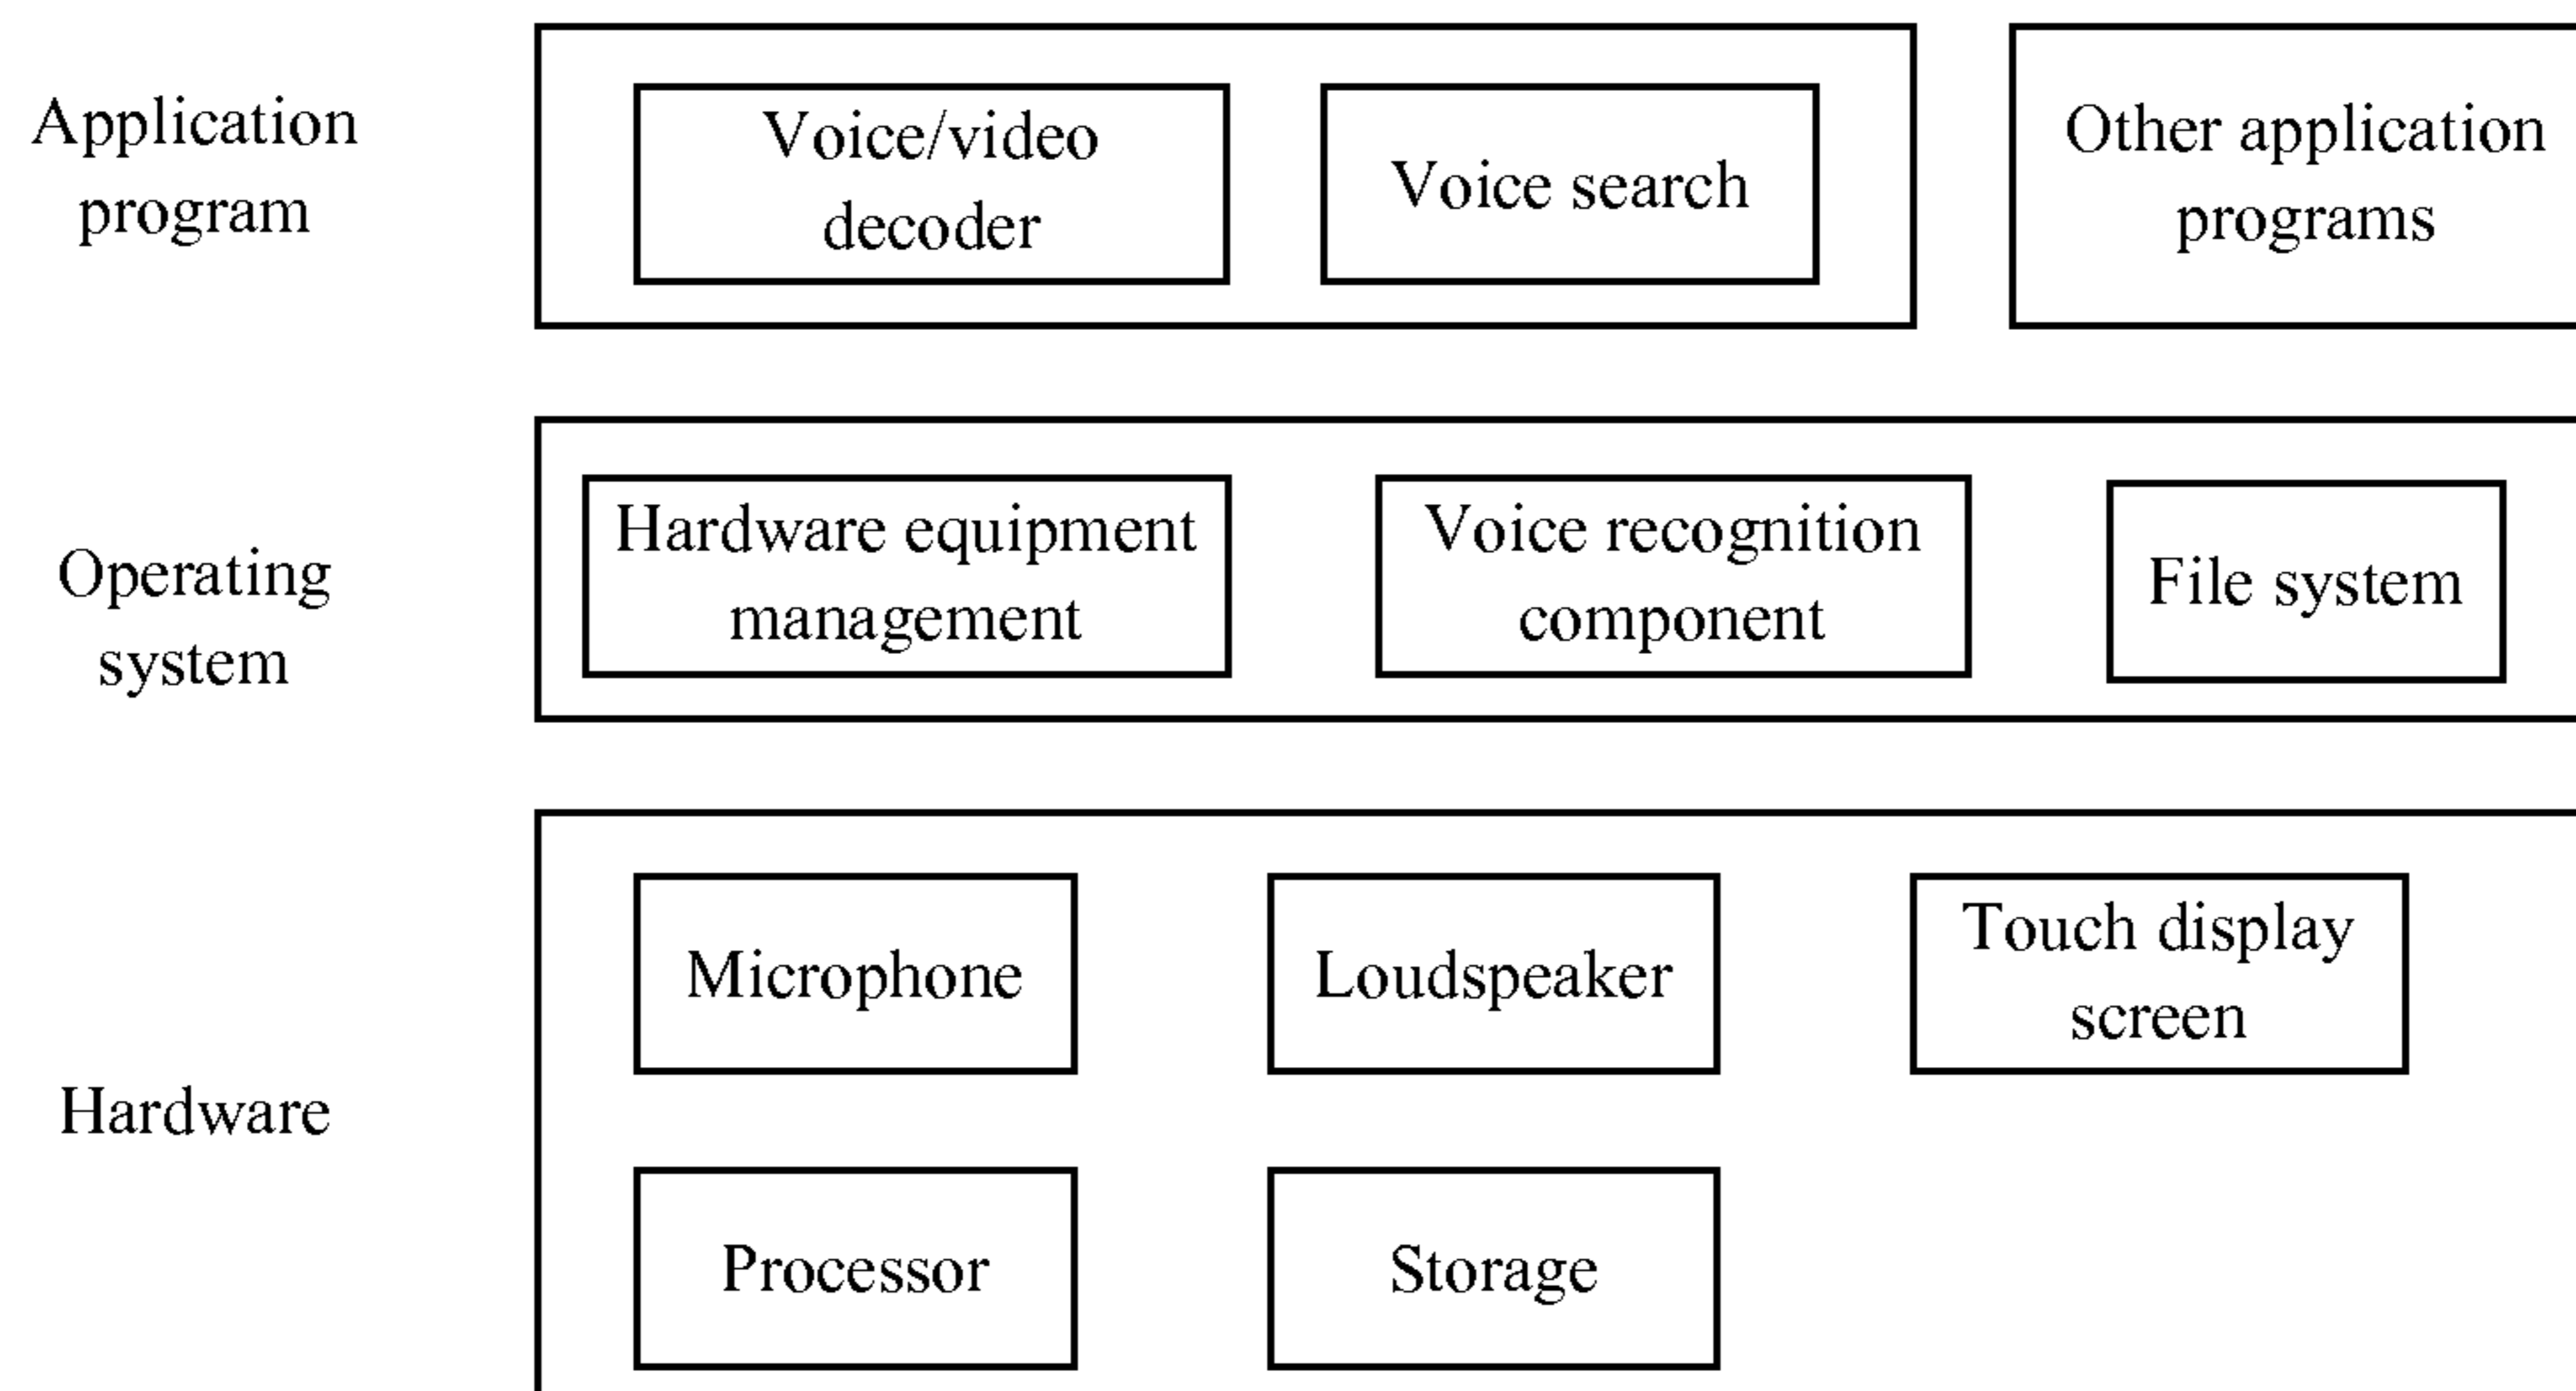 Application
program
Voice/video
decoder
Voice search
Other application
programs
Operating
system
Hardware equipment
management
Voice recognition
component
File system
Hardware
Microphone
Loudspeaker
Touch display
screen
Processor
Storage